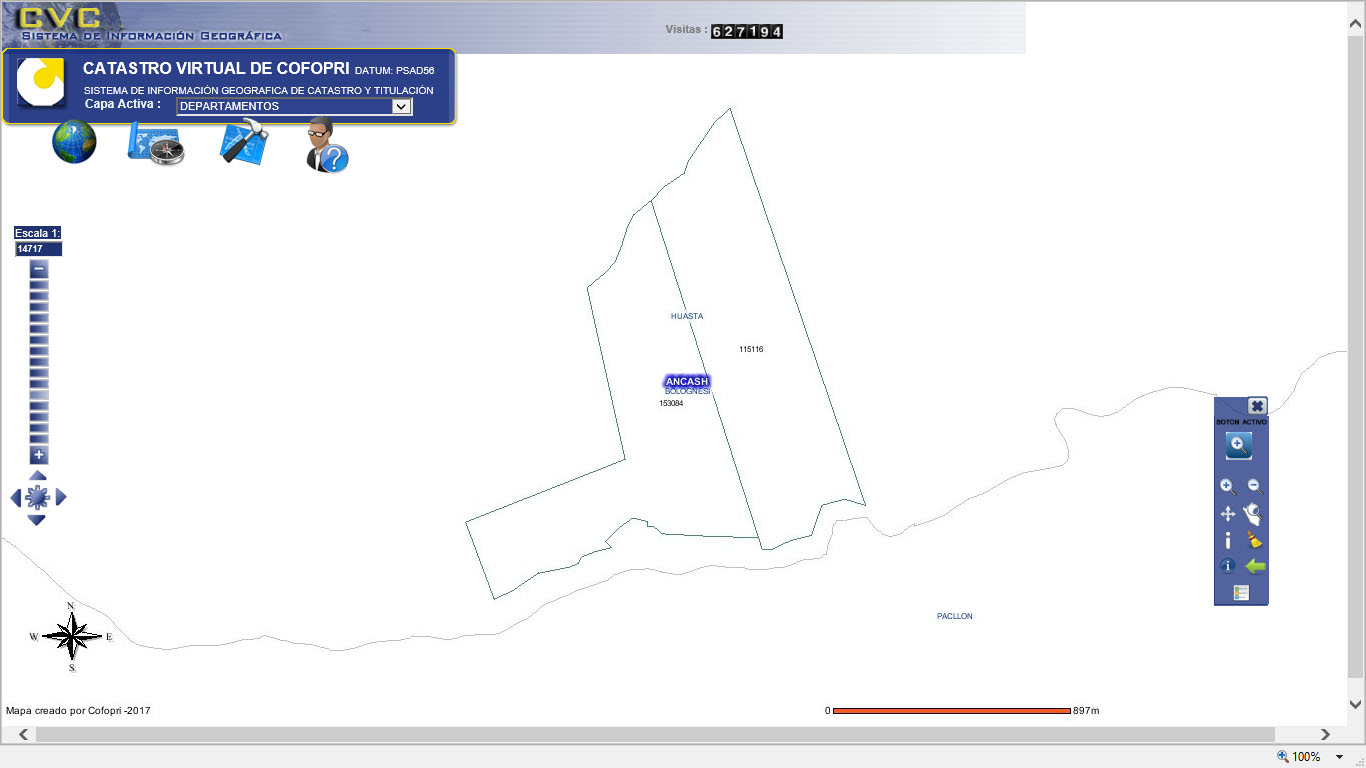 CVC
SISTEMA DE INFORMACIÓN GEOGRÁFICA
Visitas : 627194
CATASTRO VIRTUAL DE COFOPRI DATUM: PSAD56
SISTEMA DE INFORMACIÓN GEOGRAFICA DE CATASTRO Y TITULACIÓN
Capa Activa : DEPARTAMENTOS
Escala 1:
14717
HUASTA
115116
ANCASH
BOLOGNESI
153084
BOTON ACTIVO
PACLLON
N
W E
S
Mapa creado por Cofopri -2017
0 897m
100%